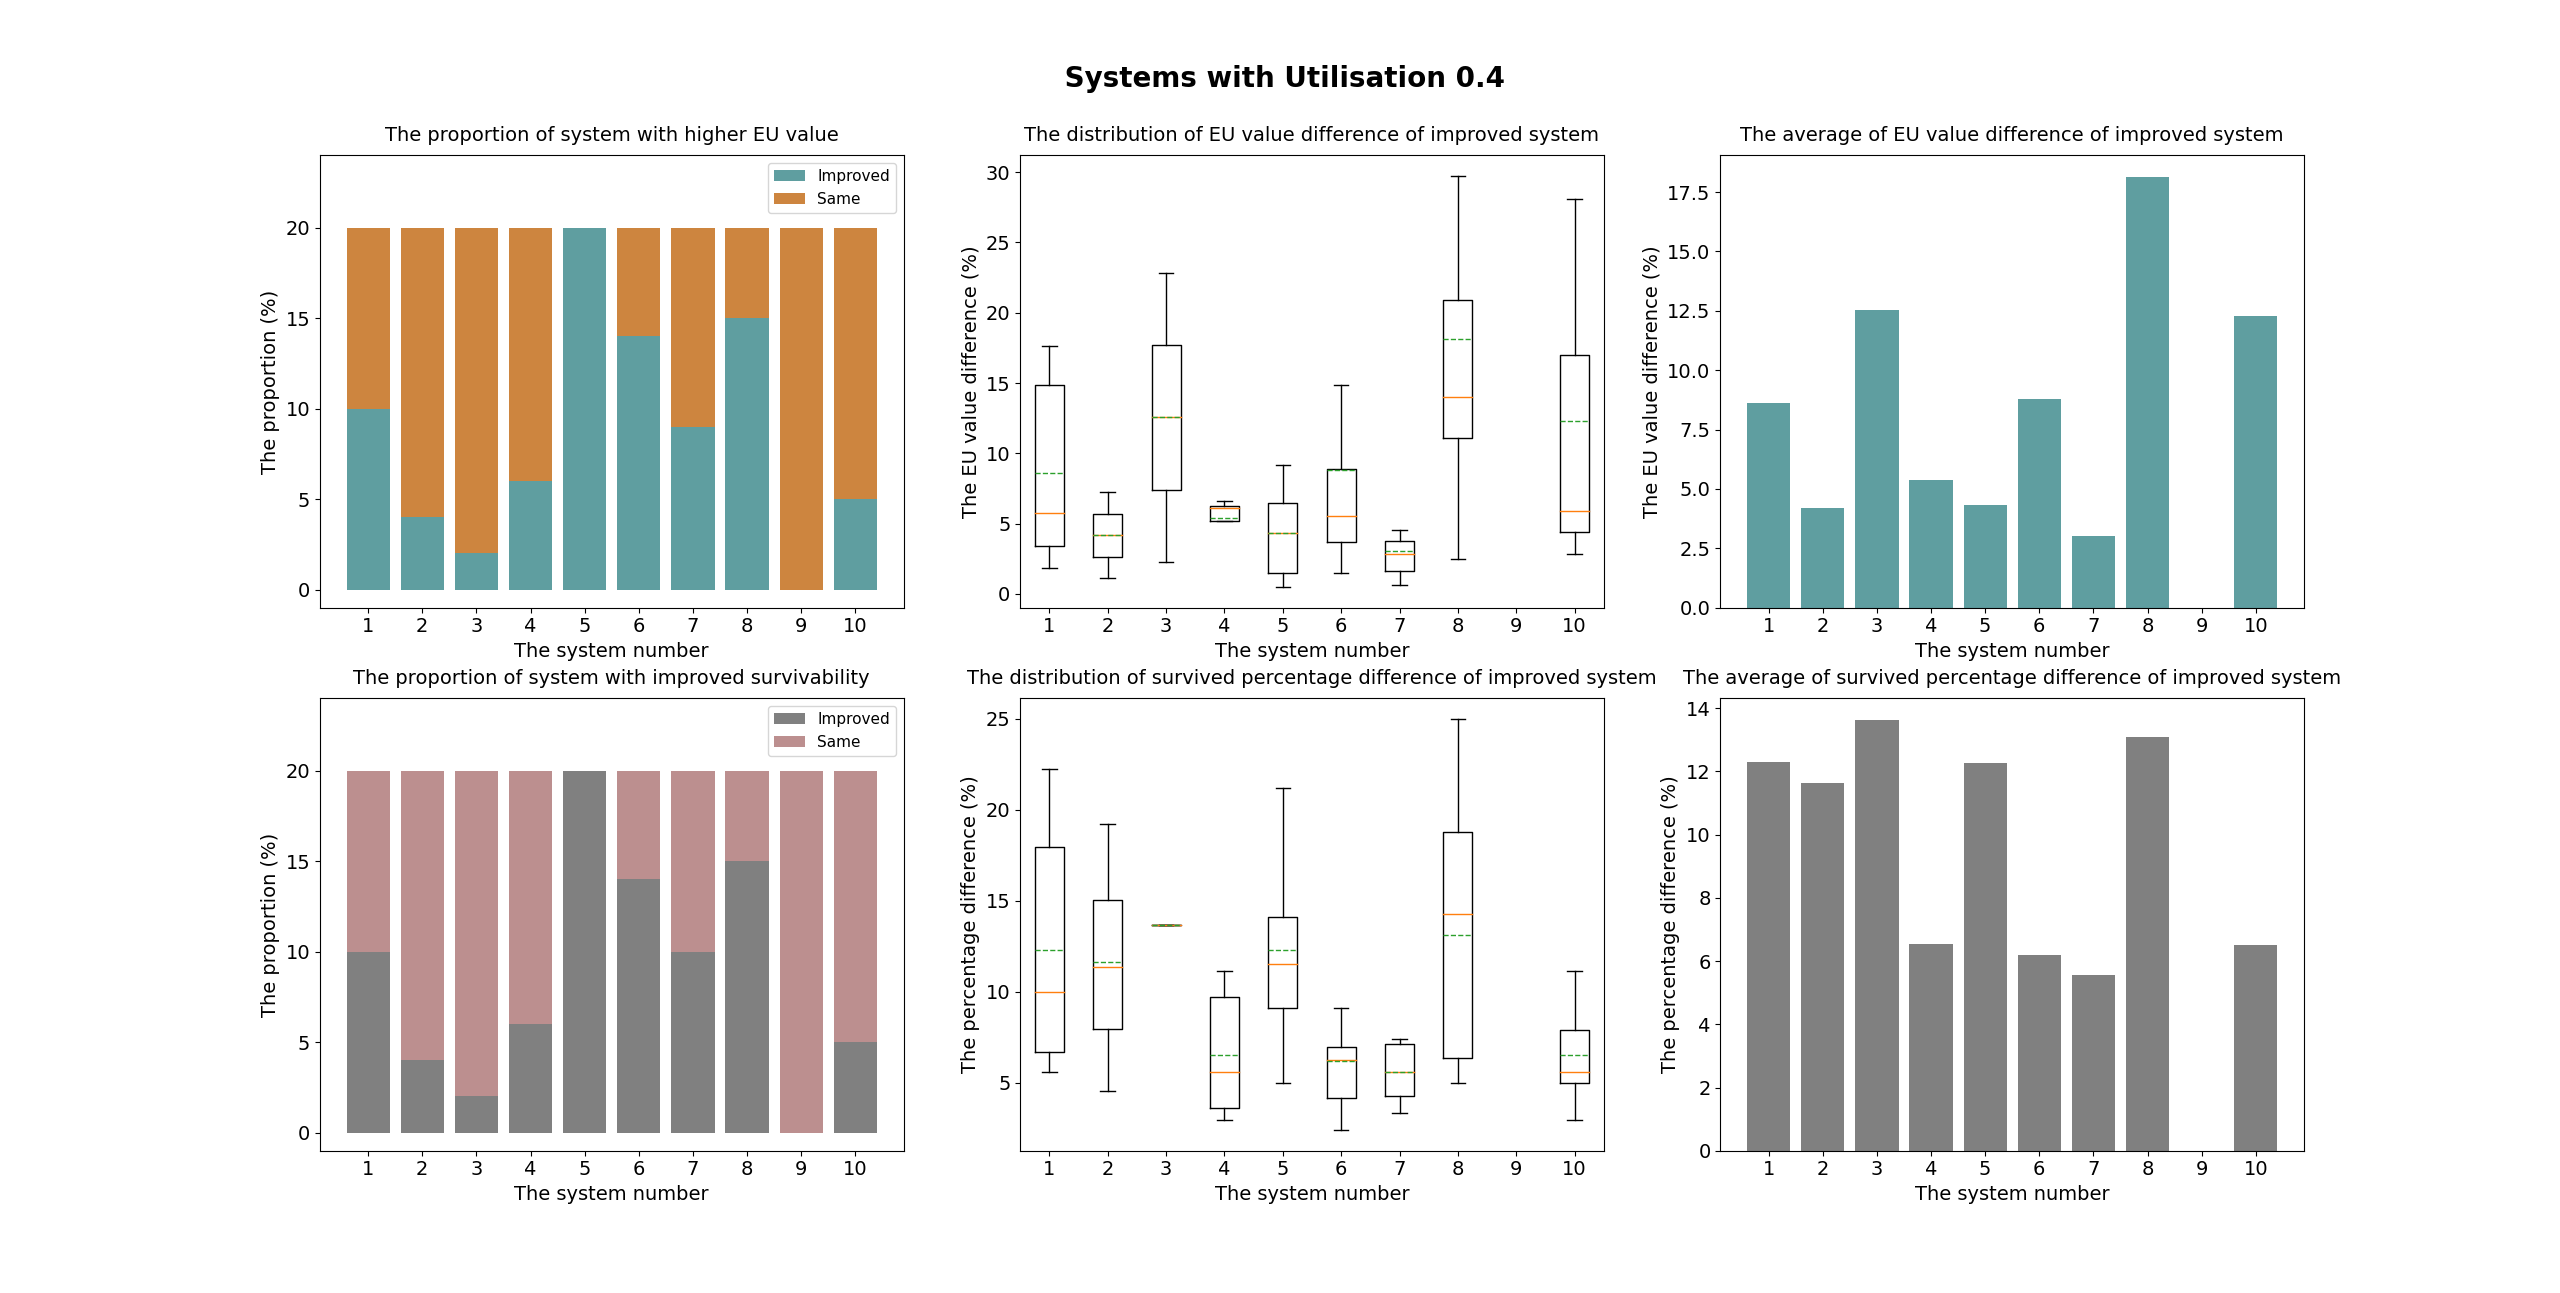 Systems with Utilisation 0.4
The proportion of system with higher EU value
The proportion (%)
20
15
10
5
0
Improved
Same
1 2 3 4 5 6 7 8 9 10
The system number
The distribution of EU value difference of improved system
The EU value difference (%)
30
25
20
15
10
5
0
1 2 3 4 5 6 7 8 9 10
The system number
The average of EU value difference of improved system
The EU value difference (%)
17.5
15.0
12.5
10.0
7.5
5.0
2.5
0.0
1 2 3 4 5 6 7 8 9 10
The system number
The proportion of system with improved survivability
The proportion (%)
20
15
10
5
0
Improved
Same
1 2 3 4 5 6 7 8 9 10
The system number
The distribution of survived percentage difference of improved system
The percentage difference (%)
25
20
15
10
5
1 2 3 4 5 6 7 8 9 10
The system number
The average of survived percentage difference of improved system
The percentage difference (%)
14
12
10
8
6
4
2
0
1 2 3 4 5 6 7 8 9 10
The system number